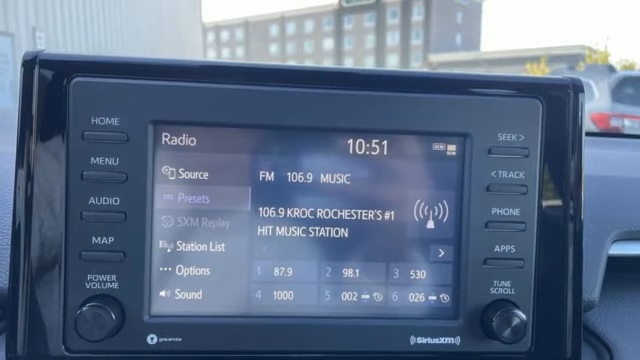 HOME
MENU
AUDIO
MAP
POWER
VOLUME
Radio
10:51
Source
Presets
SXM Replay
Station List
Options
Sound
FM 106.9 MUSIC
106.9 KROC ROCHESTER'S #1
HIT MUSIC STATION
< >
1 87.9 2 98.1 3 530
4 1000 5 002 6 026
SEEK >
< TRACK
PHONE
APPS
TUNE
SCROLL
gracenote
SiriusXM